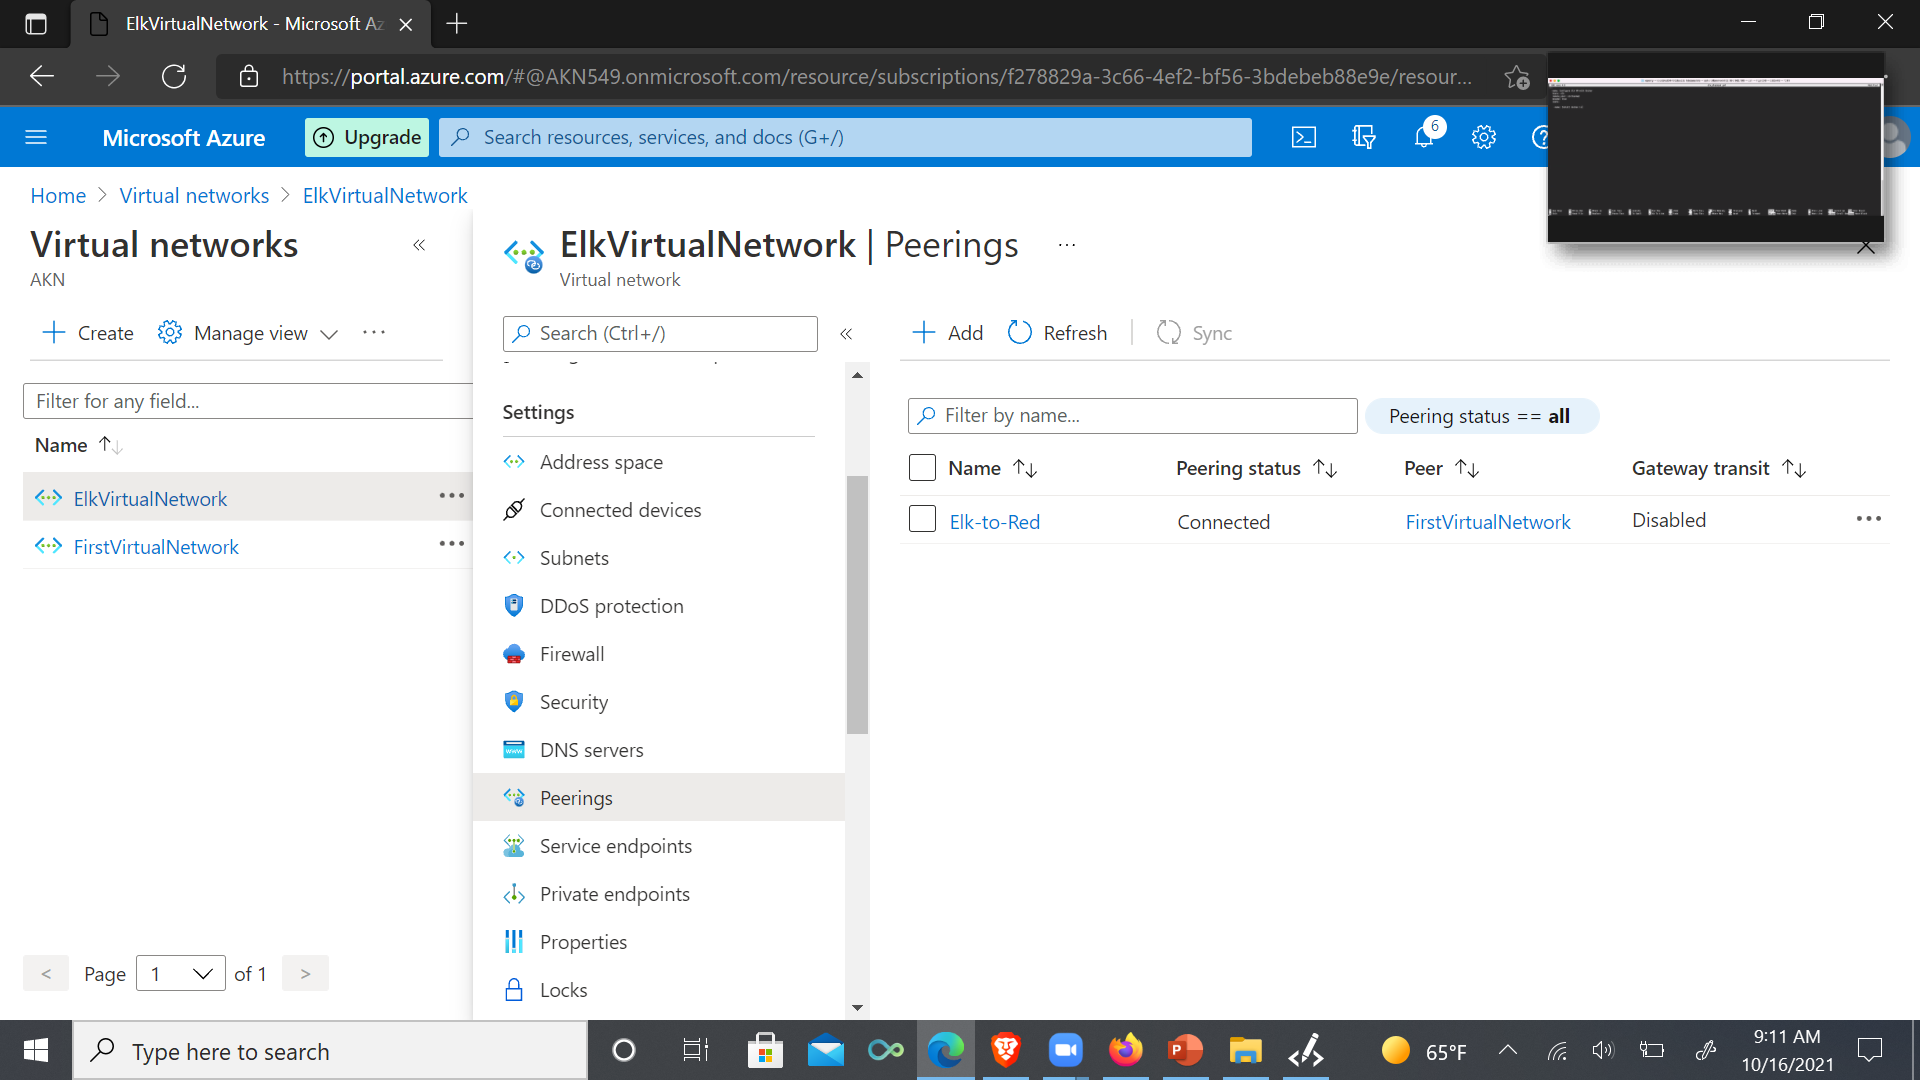 ElkVirtualNetwork - Microsoft Az
https://portal.azure.com/#@AKN549.onmicrosoft.com/resource/subscriptions/f278829a-3c66-4ef2-bf56-3bdebeb88e9e/resour...
Microsoft Azure
Upgrade
Search resources, services, and docs (G+/)
6
Home > Virtual networks > ElkVirtualNetwork
Virtual networks
AKN
Create
Manage view
Filter for any field...
Name
ElkVirtualNetwork
FirstVirtualNetwork
< Page 1 of 1 >
ElkVirtualNetwork | Peerings
Virtual network
Search (Ctrl+/)
Settings
Address space
Connected devices
Subnets
DDoS protection
Firewall
Security
DNS servers
Peerings
Service endpoints
Private endpoints
Properties
Locks
Add
Refresh
Sync
Filter by name...
Peering status == all
Name Peering status Peer Gateway transit
Elk-to-Red Connected FirstVirtualNetwork Disabled
Type here to search
65°F
9:11 AM
10/16/2021